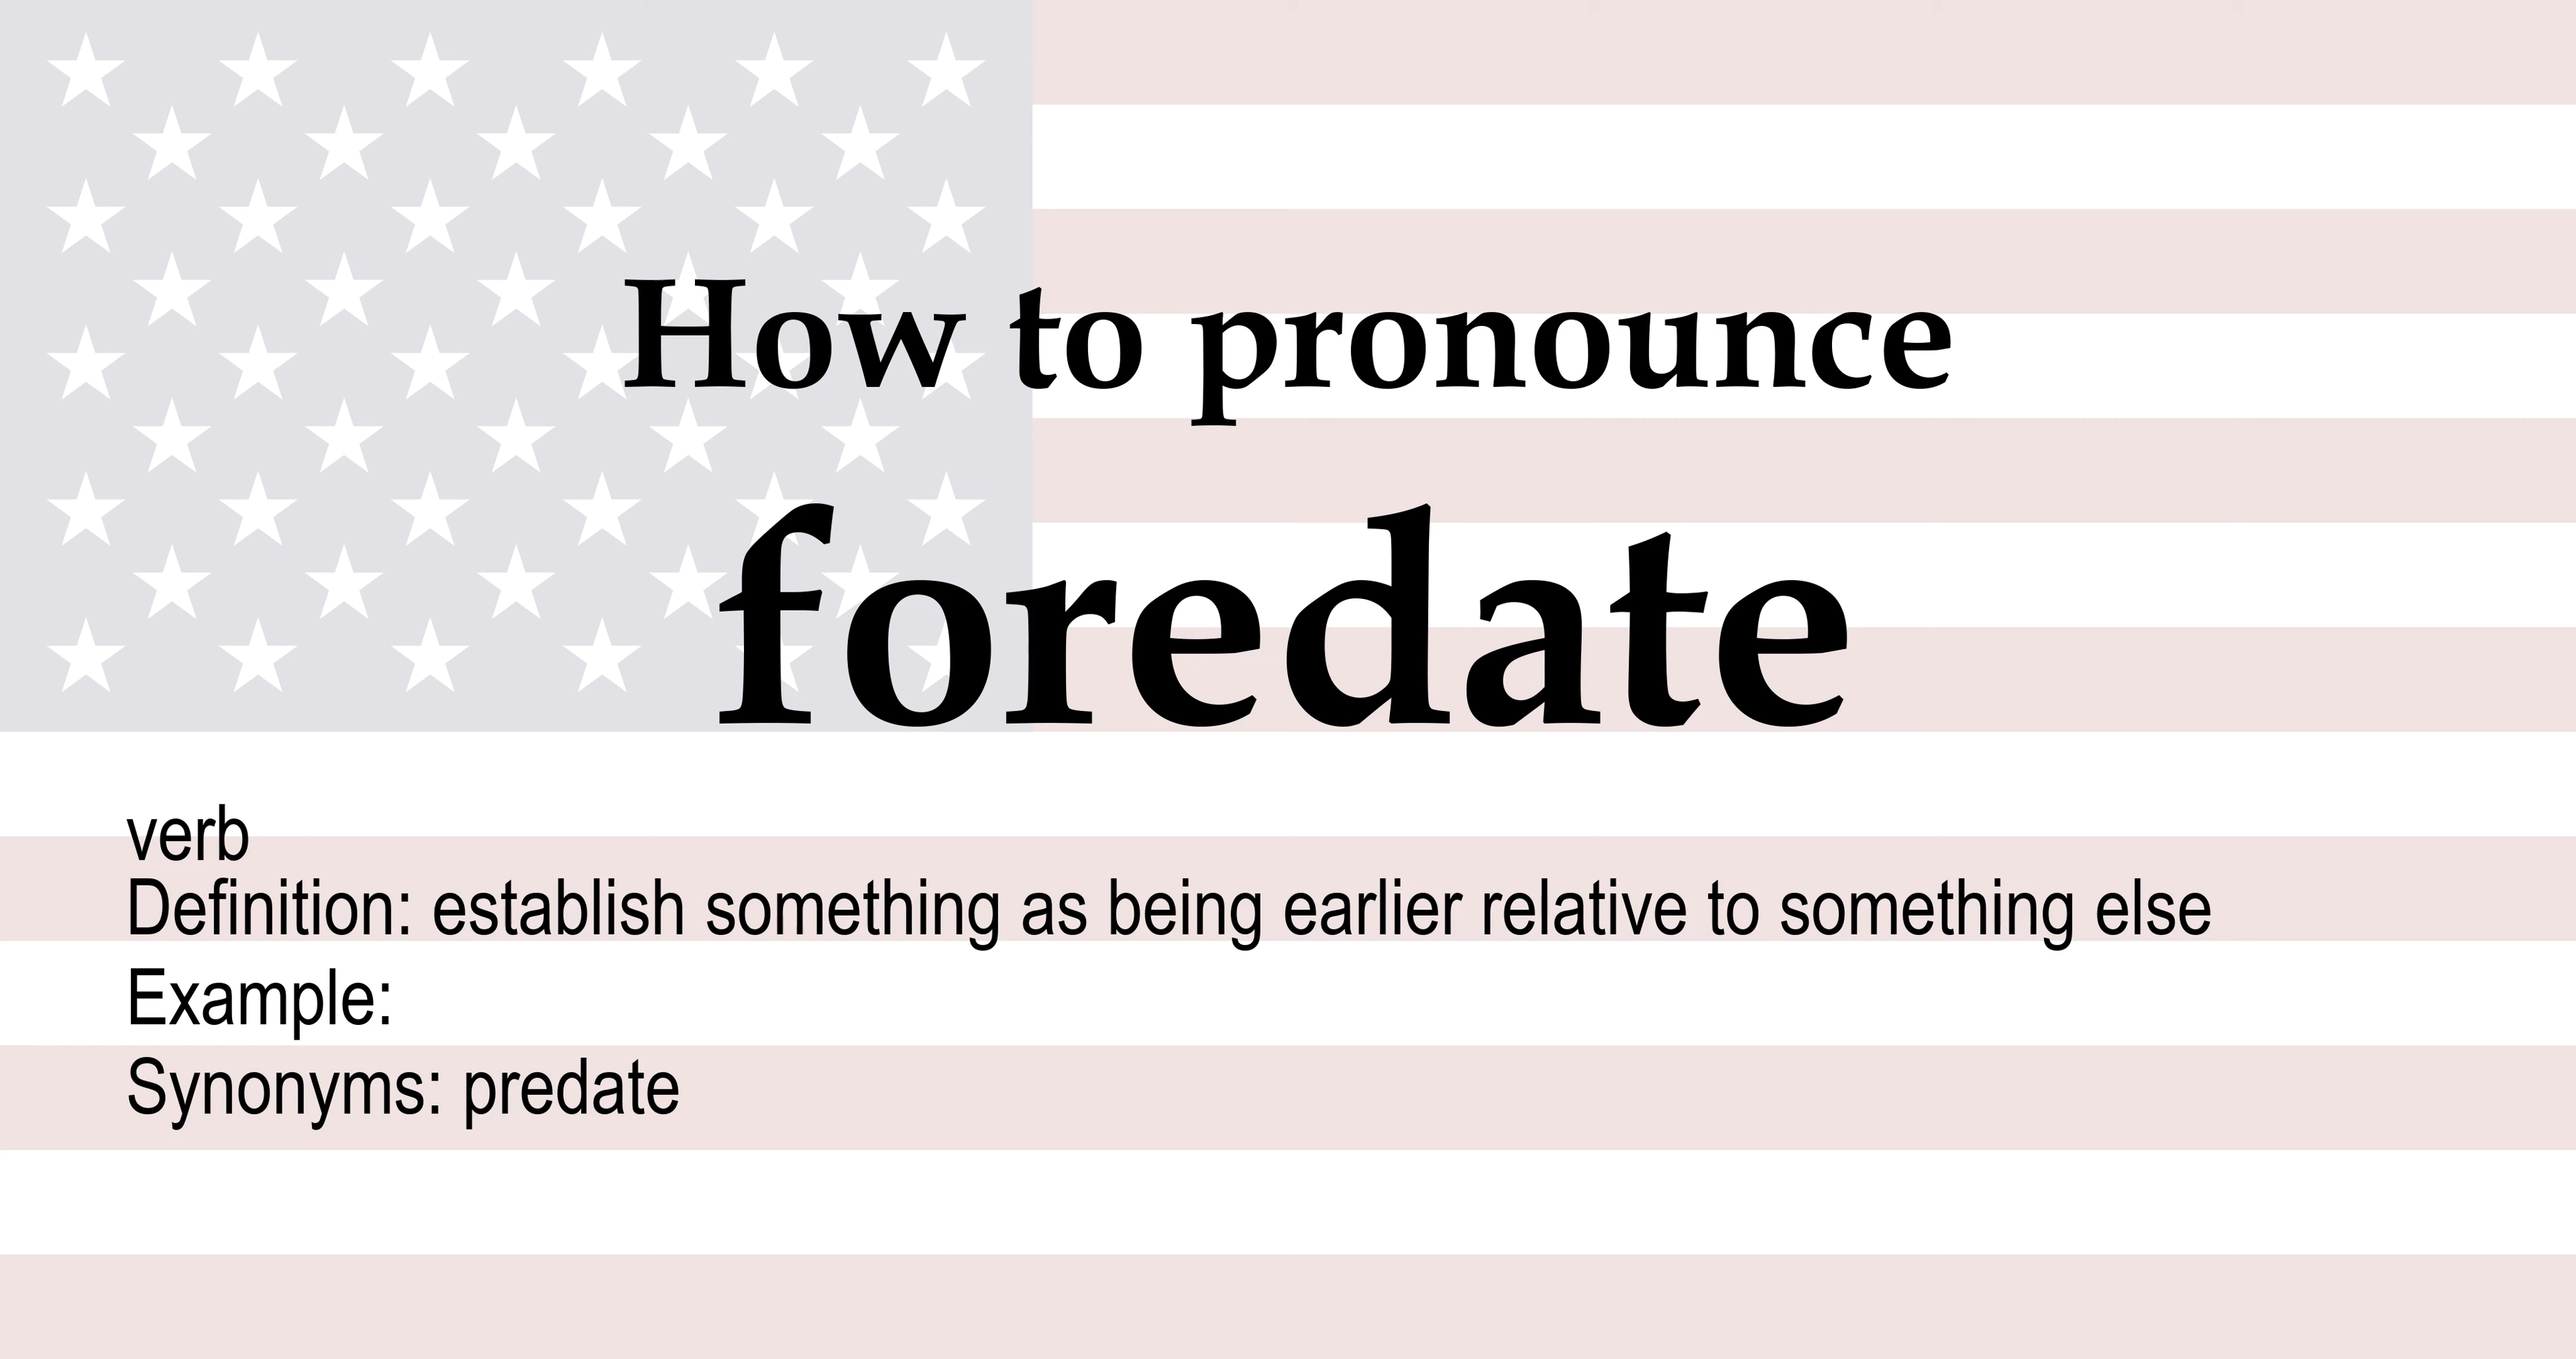 How to pronounce
foredate
verb
Definition: establish something as being earlier relative to something else
Example:
Synonyms: predate